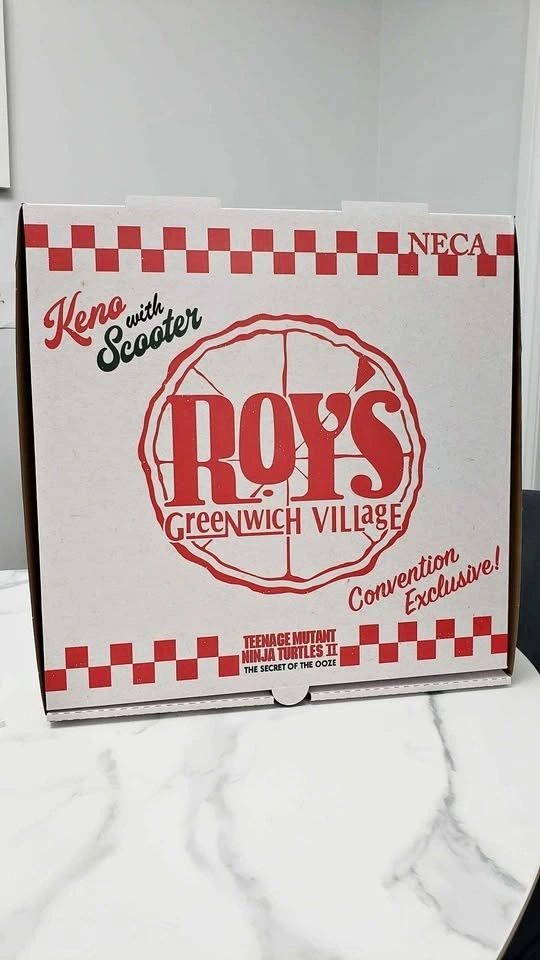 NECA
Keno with
Scooter
ROY'S
GReeNWicH VILLagE
Convention
Exclusive!
TEENAGE MUTANT
NINJA TURTLES II
THE SECRET OF THE OOZE